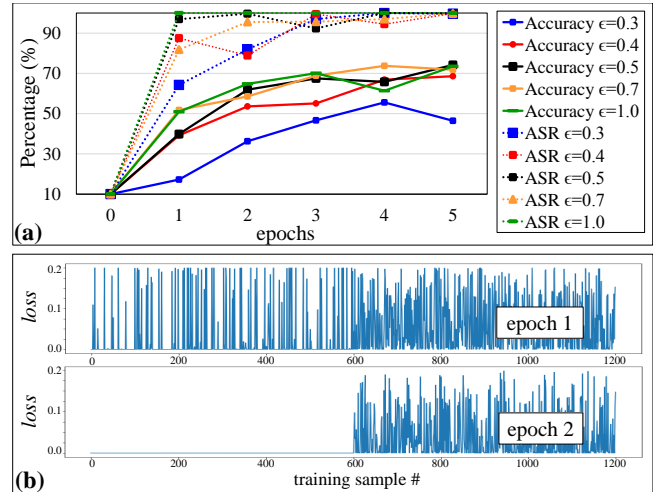 Percentage (%)
90
70
50
30
10
0 1 2 3 4 5
epochs
(a)
Accuracy ϵ=0.3
Accuracy ϵ=0.4
Accuracy ϵ=0.5
Accuracy ϵ=0.7
Accuracy ϵ=1.0
ASR ϵ=0.3
ASR ϵ=0.4
ASR ϵ=0.5
ASR ϵ=0.7
ASR ϵ=1.0
loss
0.2
0.1
0.0
epoch 1
0 200 400 600 800 1000 1200
loss
0.2
0.1
0.0
epoch 2
0 200 400 600 800 1000 1200
training sample #
(b)